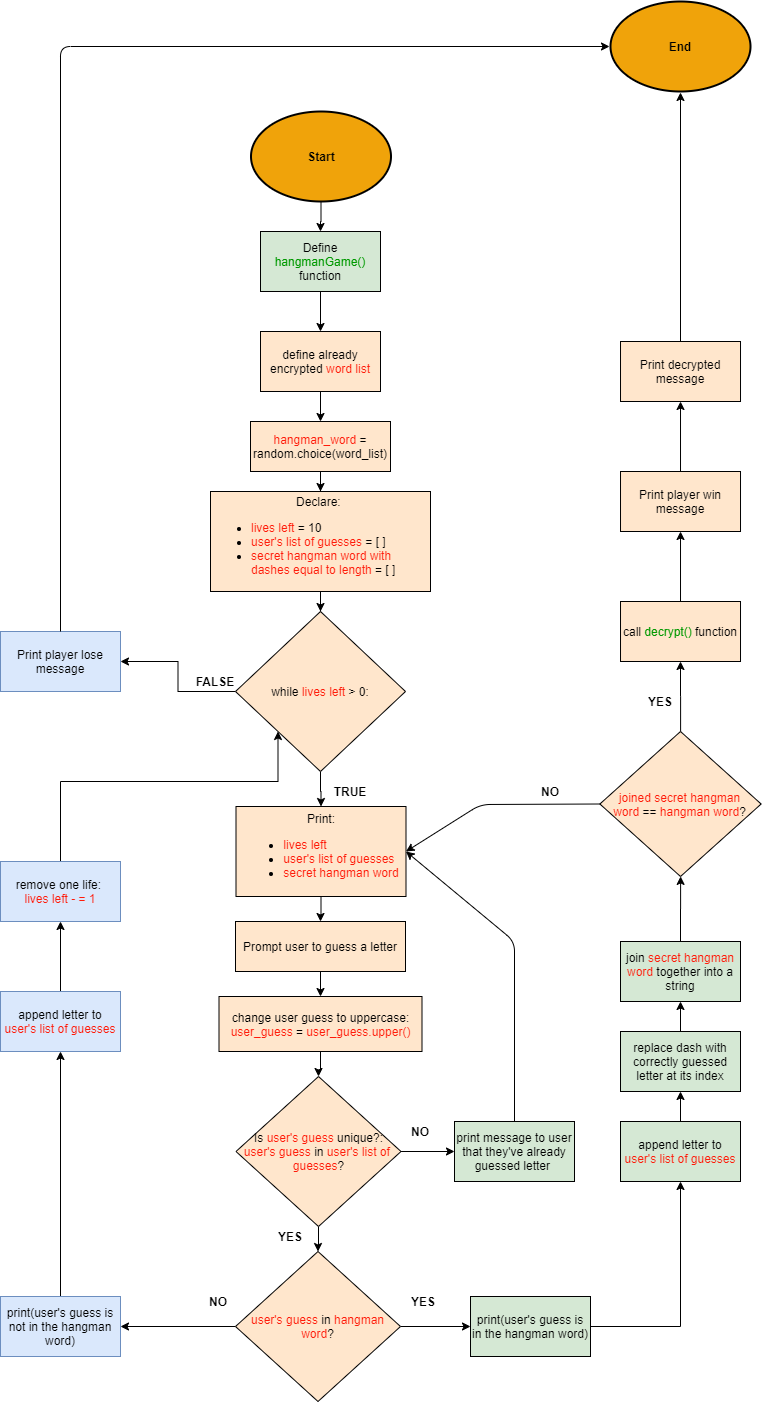 End
Start
Define
hangmanGame()
function
define already
encrypted word list
hangman_word =
random.choice(word_list)
Declare:
lives left = 10
user's list of guesses = [ ]
secret hangman word with
dashes equal to length = [ ]
while lives left > 0:
FALSE
Print player lose
message
TRUE
Print:
lives left
user's list of guesses
secret hangman word
Prompt user to guess a letter
change user guess to uppercase:
user_guess = user_guess.upper()
Is user's guess unique?:
user's guess in user's list of
guesses?
NO
print message to user
that they've already
guessed letter
YES
user's guess in hangman
word?
NO
print(user's guess is
not in the hangman
word)
append letter to
user's list of guesses
remove one life:
lives left - = 1
YES
print(user's guess is
in the hangman word)
append letter to
user's list of guesses
replace dash with
correctly guessed
letter at its index
join secret hangman
word together into a
string
joined secret hangman
word == hangman word?
NO
YES
call decrypt() function
Print player win
message
Print decrypted
message